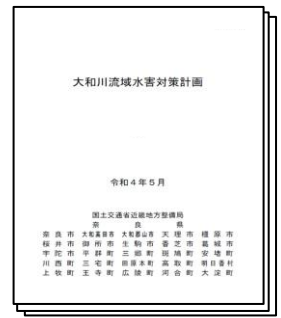 大和川流域水害対策計画
令和4年5月
国土交通省近畿地方整備局
奈良県
奈良市 大和高田市 大和郡山市 天理市 橿原市
桜井市 御所市 生駒市 香芝市 葛城市
宇陀市 平群町 三郷町 斑鳩町 安堵町
川西町 三宅町 田原本町 高取町 明日香村
上牧町 王寺町 広陵町 河合町 大淀町